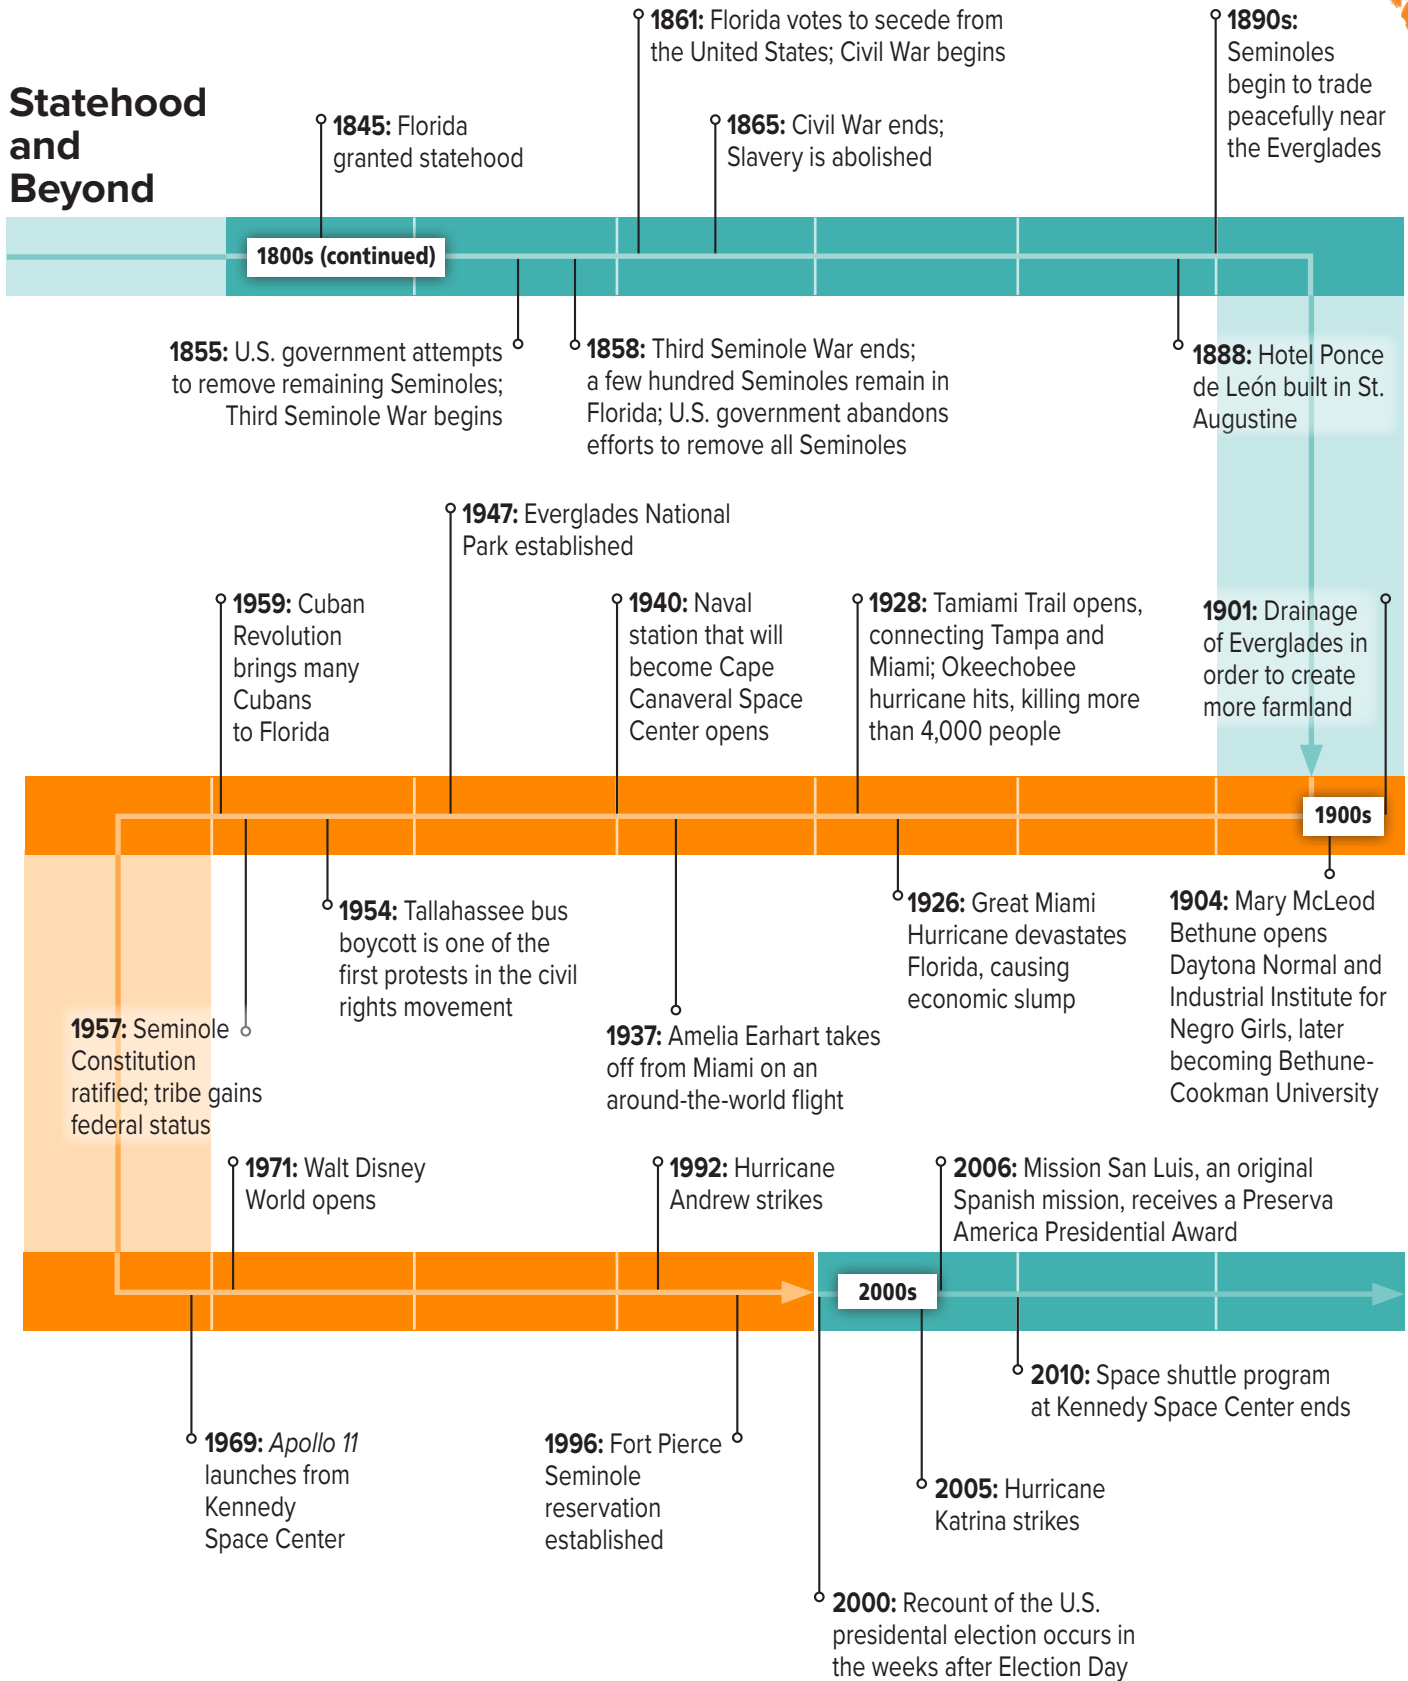 Statehood
and
Beyond
1845: Florida
granted statehood
1861: Florida votes to secede from
the United States; Civil War begins
1865: Civil War ends;
Slavery is abolished
1890s:
Seminoles
begin to trade
peacefully near
the Everglades
1800s (continued)
1855: U.S. government attempts
to remove remaining Seminoles;
Third Seminole War begins
1858: Third Seminole War ends;
a few hundred Seminoles remain in
Florida; U.S. government abandons
efforts to remove all Seminoles
1888: Hotel Ponce
de León built in St.
Augustine
1947: Everglades National
Park established
1959: Cuban
Revolution
brings many
Cubans
to Florida
1940: Naval
station that will
become Cape
Canaveral Space
Center opens
1928: Tamiami Trail opens,
connecting Tampa and
Miami; Okeechobee
hurricane hits, killing more
than 4,000 people
1901: Drainage
of Everglades in
order to create
more farmland
1900s
1957: Seminole
Constitution
ratified; tribe gains
federal status
1954: Tallahassee bus
boycott is one of the
first protests in the civil
rights movement
1937: Amelia Earhart takes
off from Miami on an
around-the-world flight
1926: Great Miami
Hurricane devastates
Florida, causing
economic slump
1904: Mary McLeod
Bethune opens
Daytona Normal and
Industrial Institute for
Negro Girls, later
becoming Bethune-
Cookman University
1971: Walt Disney
World opens
1992: Hurricane
Andrew strikes
2006: Mission San Luis, an original
Spanish mission, receives a Preserva
America Presidential Award
2000s
1969: Apollo 11
launches from
Kennedy
Space Center
1996: Fort Pierce
Seminole
reservation
established
2010: Space shuttle program
at Kennedy Space Center ends
2005: Hurricane
Katrina strikes
2000: Recount of the U.S.
presidental election occurs in
the weeks after Election Day